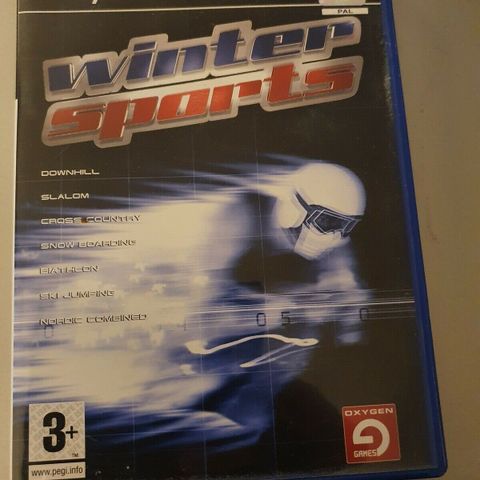 PAL
winter
sports
DOWNHILL
SLALOM
CROSS COUNTRY
SNOW BOARDING
BIATHLON
SKI JUMPING
NORDIC COMBINED
3+
™
www.pegi.info
OXYGEN
GAMES